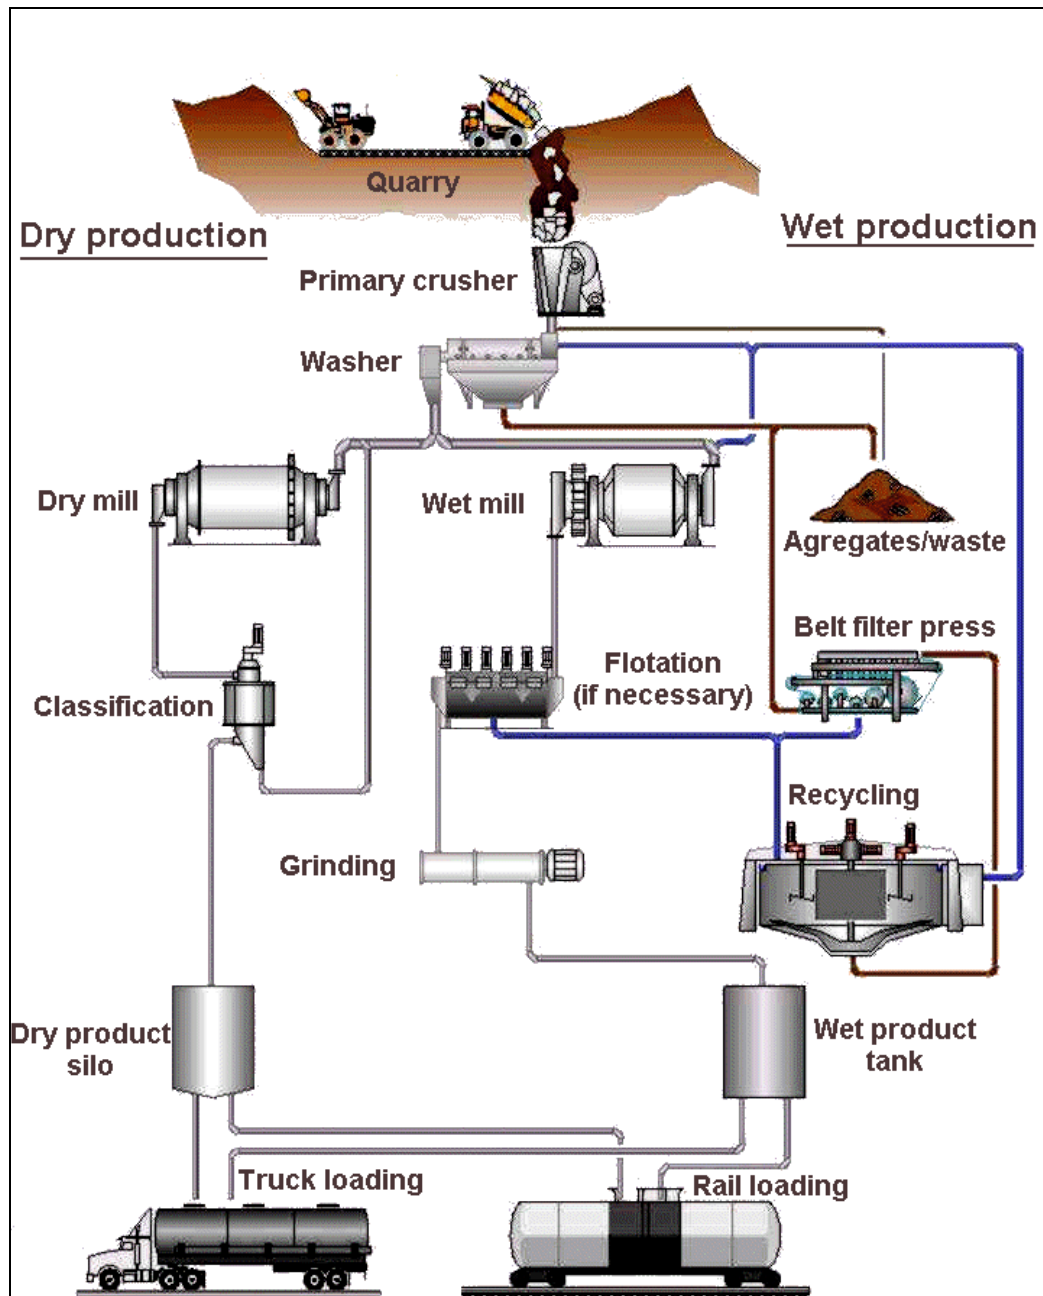 Quarry
Dry production
Wet production
Primary crusher
Washer
Dry mill
Wet mill
Agregates/waste
Belt filter press
Flotation
(if necessary)
Classification
Recycling
Grinding
Dry product
silo
Wet product
tank
Truck loading
Rail loading